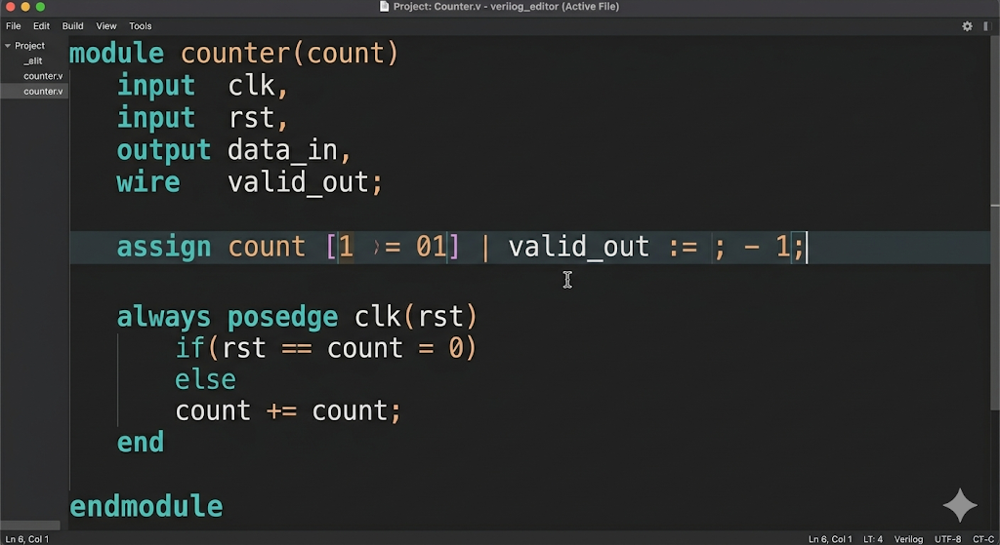 Project: Counter.v - verilog_editor (Active File)
File Edit Build View Tools
Project
_elit
counter.v
counter.v
module counter(count)
input clk,
input rst,
output data_in,
wire valid_out;
assign count [1 >= 01] | valid_out := ; - 1;
always posedge clk(rst)
if(rst == count = 0)
else
count += count;
end
endmodule
Ln 6, Col 1
Ln 6, Col 1 LT: 4 Verilog UTF-8 CT-C